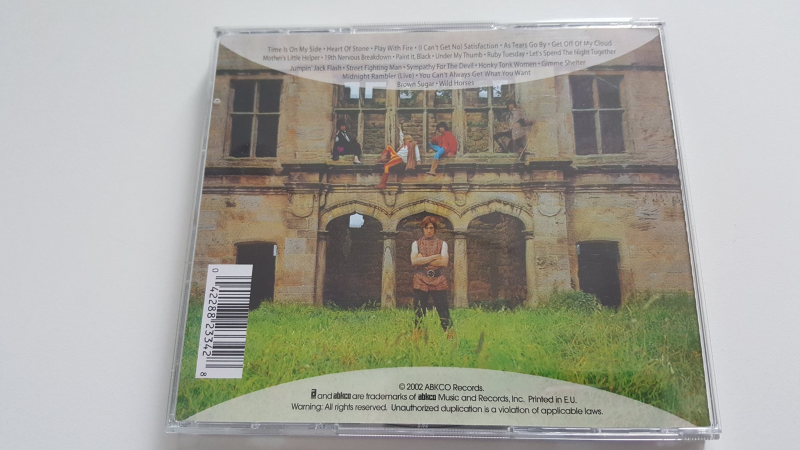 Time Is On My Side • Heart Of Stone • Play With Fire • (I Can't Get No) Satisfaction • As Tears Go By • Get Off Of My Cloud
Mother's Little Helper • 19th Nervous Breakdown • Paint It, Black • Under My Thumb • Ruby Tuesday • Let's Spend The Night Together
Jumpin' Jack Flash • Street Fighting Man • Sympathy For The Devil • Honky Tonk Women • Gimme Shelter
Midnight Rambler (Live) • You Can't Always Get What You Want
Brown Sugar • Wild Horses
0 42288 23342 8
© 2002 ABKCO Records.
and abkco are trademarks of abkco Music and Records, Inc. Printed in E.U.
Warning: All rights reserved. Unauthorized duplication is a violation of applicable laws.